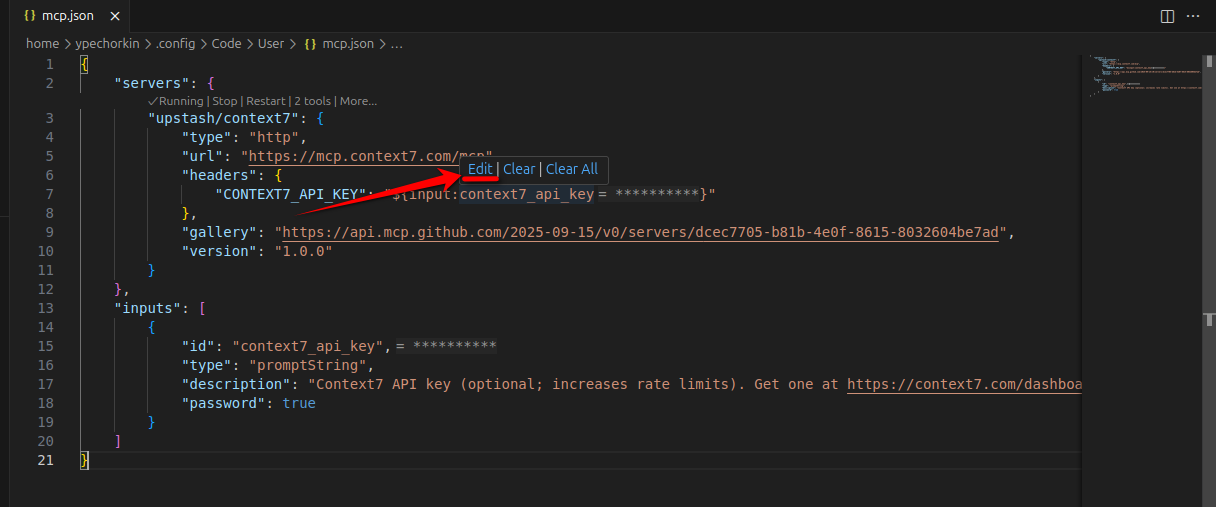 {} mcp.json ×
home > ypechorkin > .config > Code > User > {} mcp.json > ...
1 {
2 "servers": {
✓Running | Stop | Restart | 2 tools | More...
3 "upstash/context7": {
4 "type": "http",
5 "url": "https://mcp.context7.com/mcp"
Edit | Clear | Clear All
6 "headers": {
7 "CONTEXT7_API_KEY": "${input:context7_api_key = **********}"
8 },
9 "gallery": "https://api.mcp.github.com/2025-09-15/v0/servers/dcec7705-b81b-4e0f-8615-8032604be7ad",
10 "version": "1.0.0"
11 }
12 },
13 "inputs": [
14 {
15 "id": "context7_api_key", = **********
16 "type": "promptString",
17 "description": "Context7 API key (optional; increases rate limits). Get one at https://context7.com/dashboa
18 "password": true
19 }
20 ]
21 }